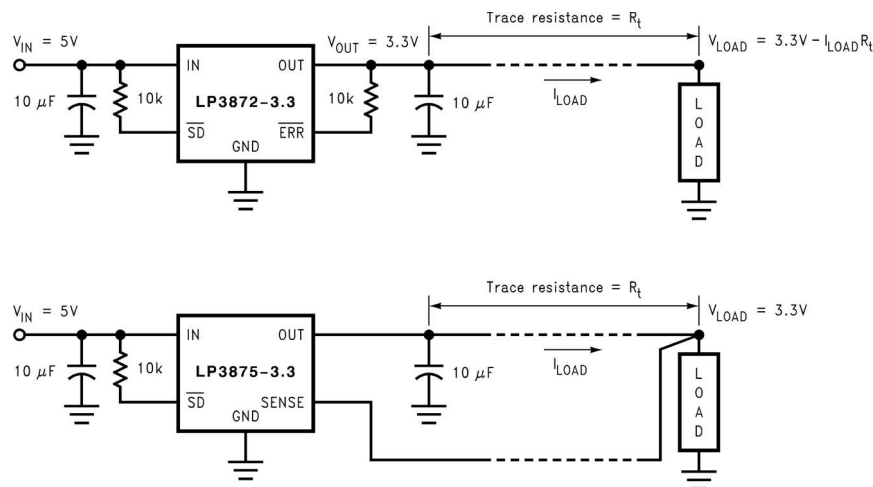 Trace resistance = Rt
VIN = 5V
VOUT = 3.3V
VLOAD = 3.3V - ILOADRt
IN
OUT
10 μF
10k
LP3872-3.3
10k
10 μF
ILOAD
LOAD
SD
ERR
GND
Trace resistance = Rt
VIN = 5V
VLOAD = 3.3V
IN
OUT
10 μF
10k
LP3875-3.3
10 μF
ILOAD
LOAD
SD
SENSE
GND